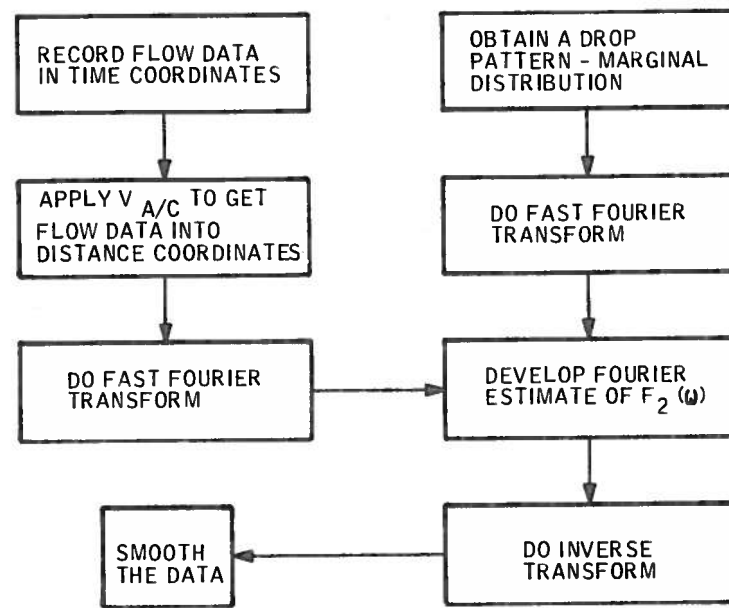 RECORD FLOW DATA
IN TIME COORDINATES
OBTAIN A DROP
PATTERN - MARGINAL
DISTRIBUTION
APPLY V A/C TO GET
FLOW DATA INTO
DISTANCE COORDINATES
DO FAST FOURIER
TRANSFORM
DO FAST FOURIER
TRANSFORM
DEVELOP FOURIER
ESTIMATE OF F2 (ω)
SMOOTH
THE DATA
DO INVERSE
TRANSFORM